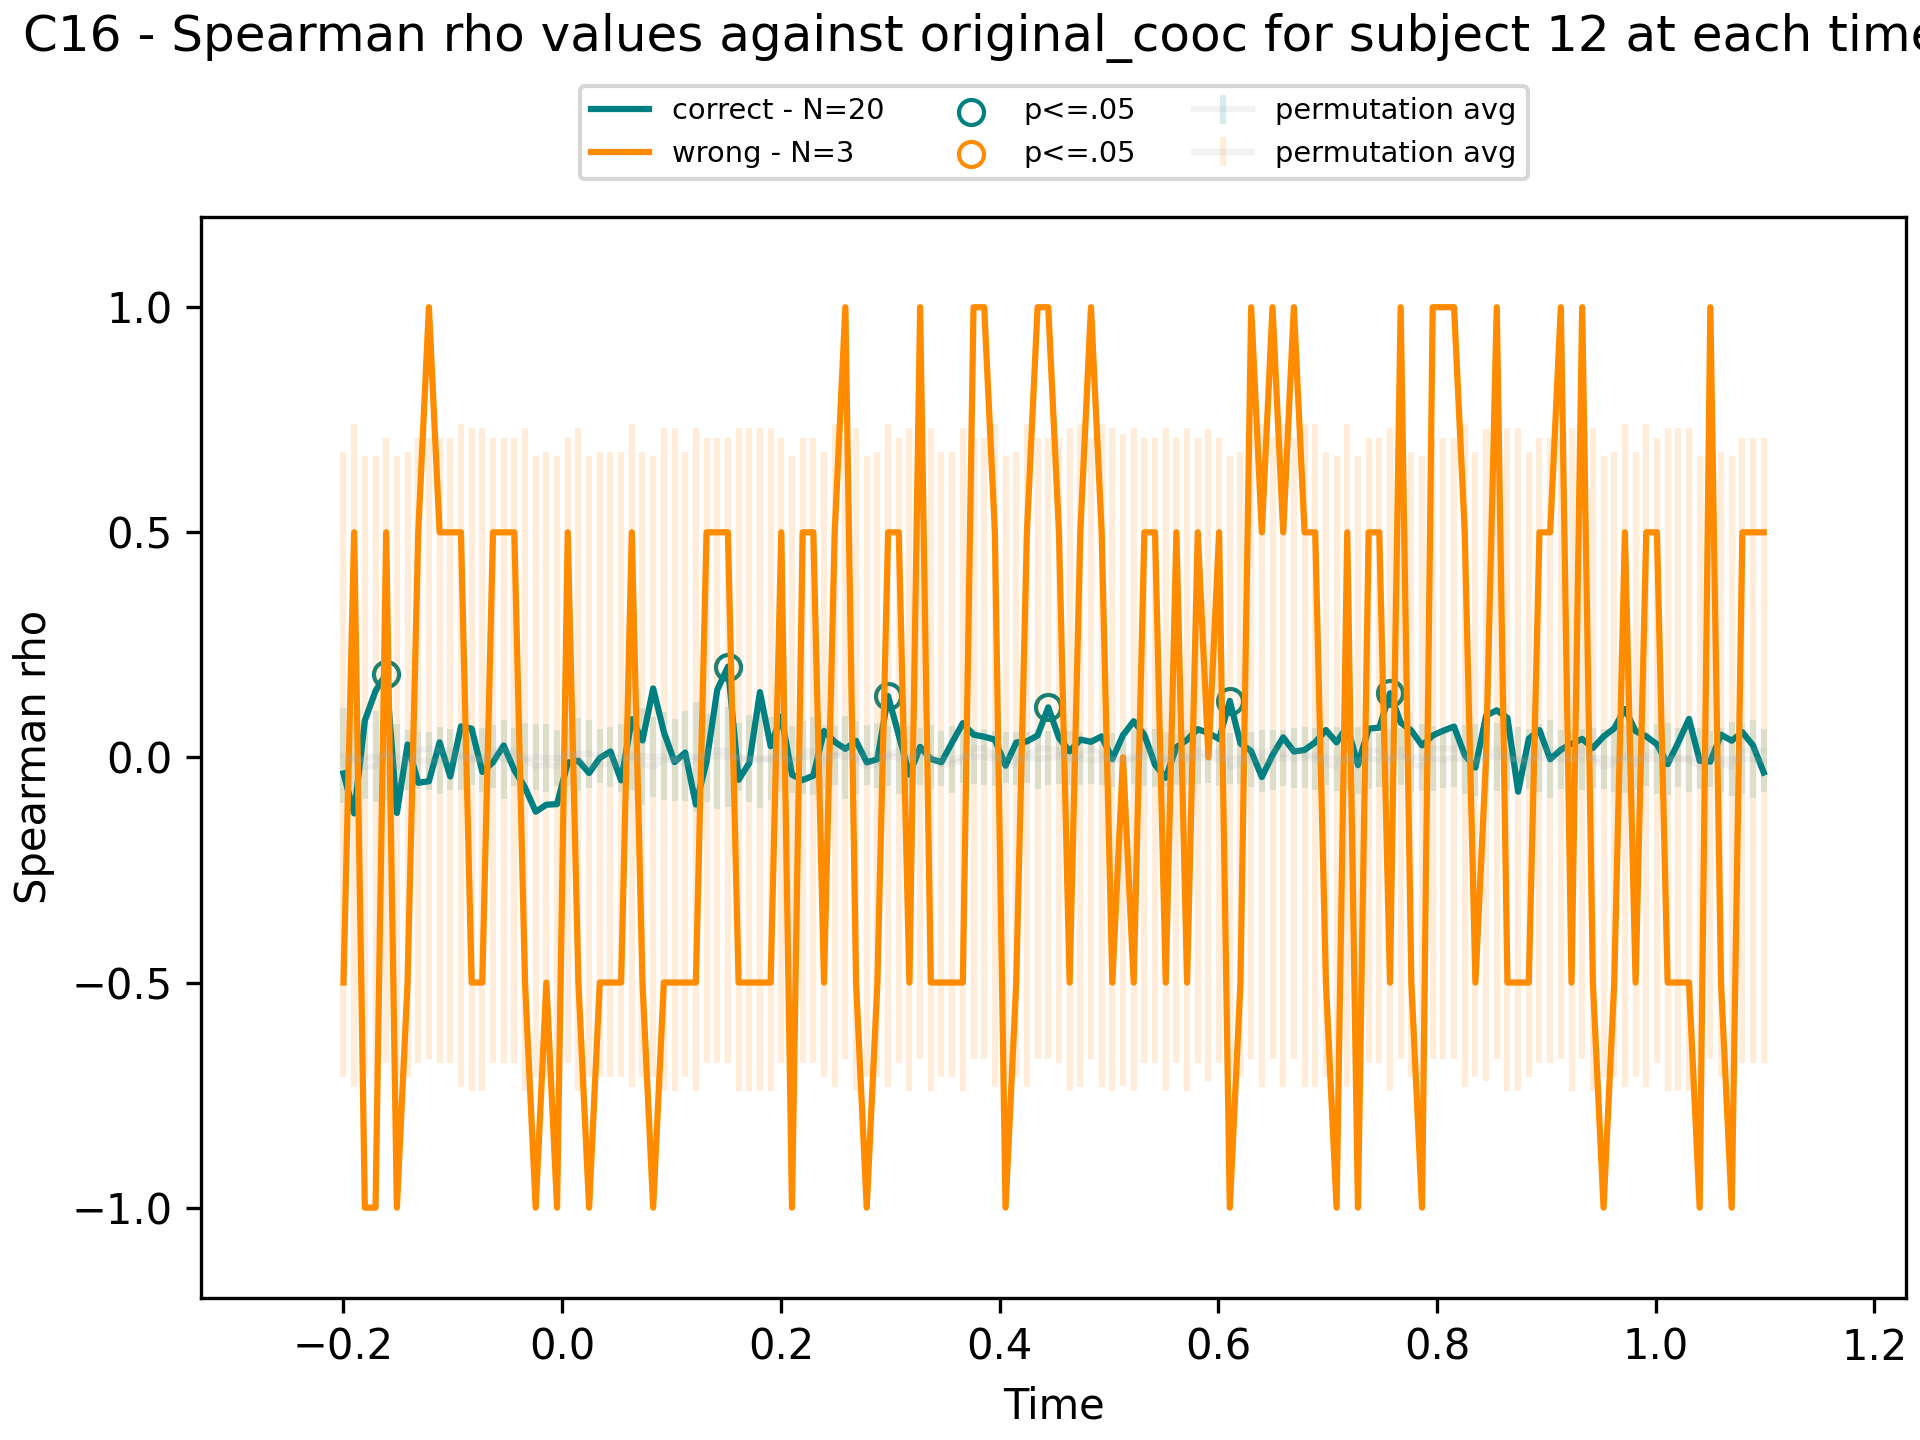 C16 - Spearman rho values against original_cooc for subject 12 at each time
correct - N=20
wrong - N=3
p<=.05
p<=.05
permutation avg
permutation avg
Spearman rho
1.0
0.5
0.0
−0.5
−1.0
−0.2
0.0
0.2
0.4
0.6
0.8
1.0
1.2
Time